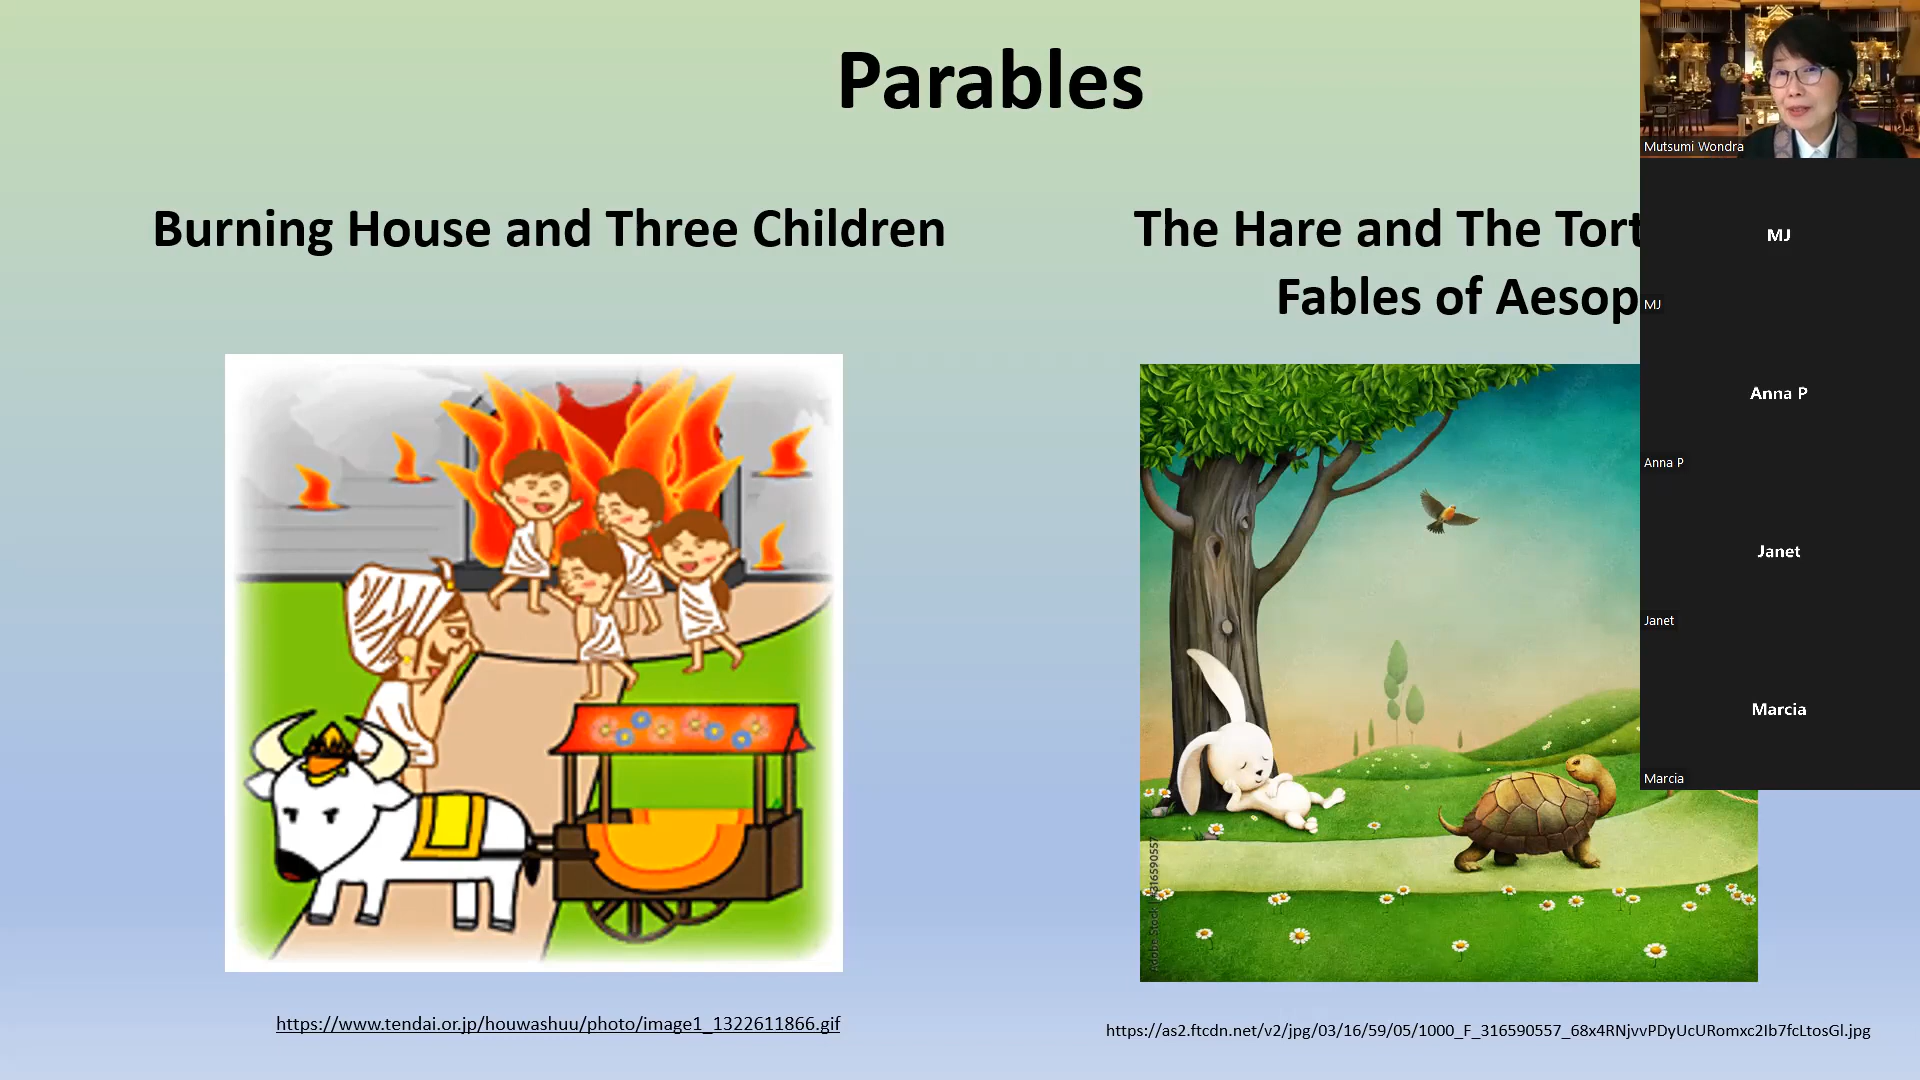 Parables
Burning House and Three Children
The Hare and The Tort
Fables of Aesop
https://www.tendai.or.jp/houwashuu/photo/image1_1322611866.gif
https://as2.ftcdn.net/v2/jpg/03/16/59/05/1000_F_316590557_68x4RNjvvPDyUcURomxc2Ib7fcLtosGl.jpg
Adobe Stock | #316590557
Mutsumi Wondra
MJ
MJ
Anna P
Anna P
Janet
Janet
Marcia
Marcia